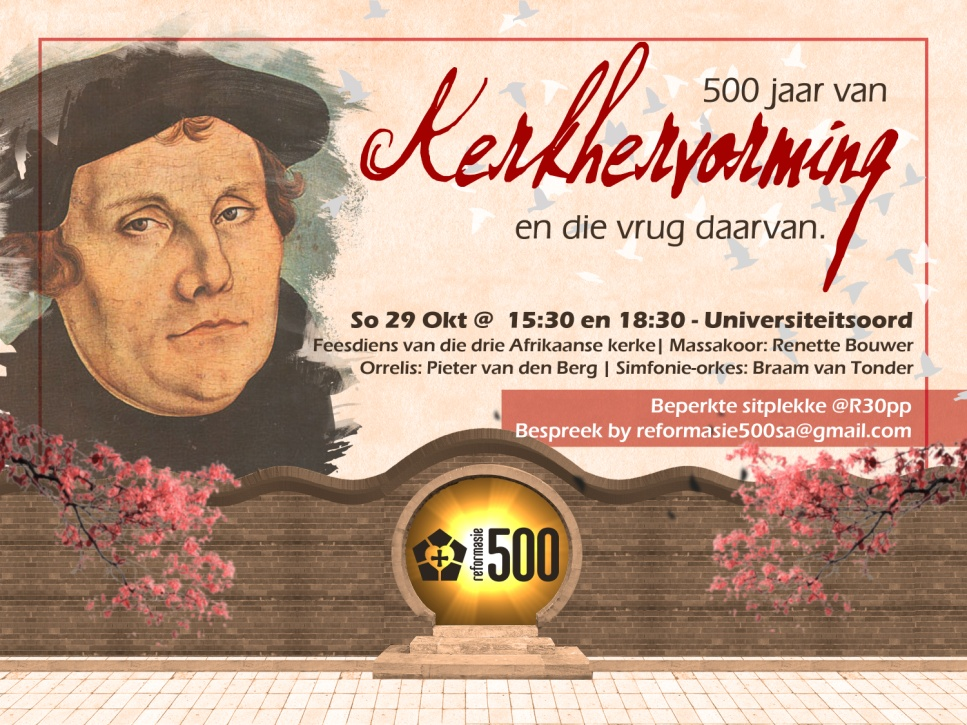 500 jaar van
Kerkhervorming
en die vrug daarvan.
So 29 Okt @ 15:30 en 18:30 - Universiteitsoord
Feesdiens van die drie Afrikaanse kerke| Massakoor: Renette Bouwer
Orrelis: Pieter van den Berg | Simfonie-orkes: Braam van Tonder
Beperkte sitplekke @R30pp
Bespreek by reformasie500sa@gmail.com
reformasie
500